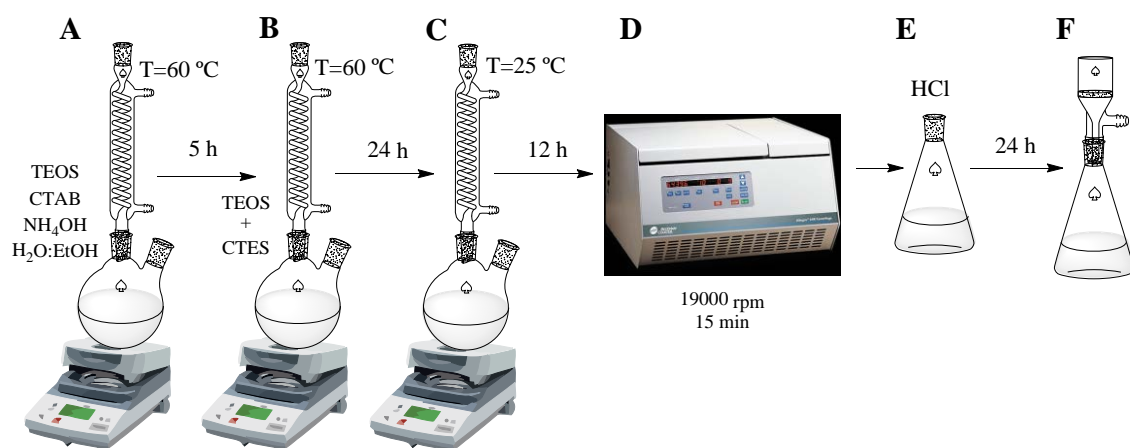 A
B
C
D
E
F
T=60 ºC
T=60 ºC
T=25 ºC
HCl
5 h
24 h
12 h
24 h
TEOS
CTAB
NH₄OH
H₂O:EtOH
TEOS
+
CTES
19000 rpm
15 min